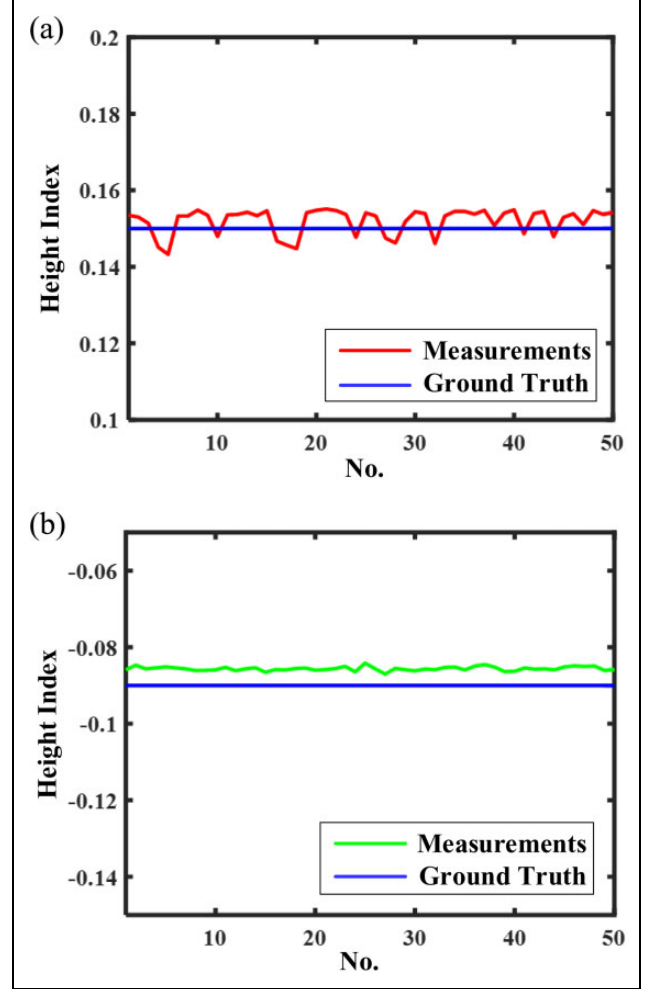 (a)
0.2
0.18
0.16
0.14
0.12
0.1
Height Index
10 20 30 40 50
No.
Measurements
Ground Truth
(b)
-0.06
-0.08
-0.1
-0.12
-0.14
Height Index
10 20 30 40 50
No.
Measurements
Ground Truth